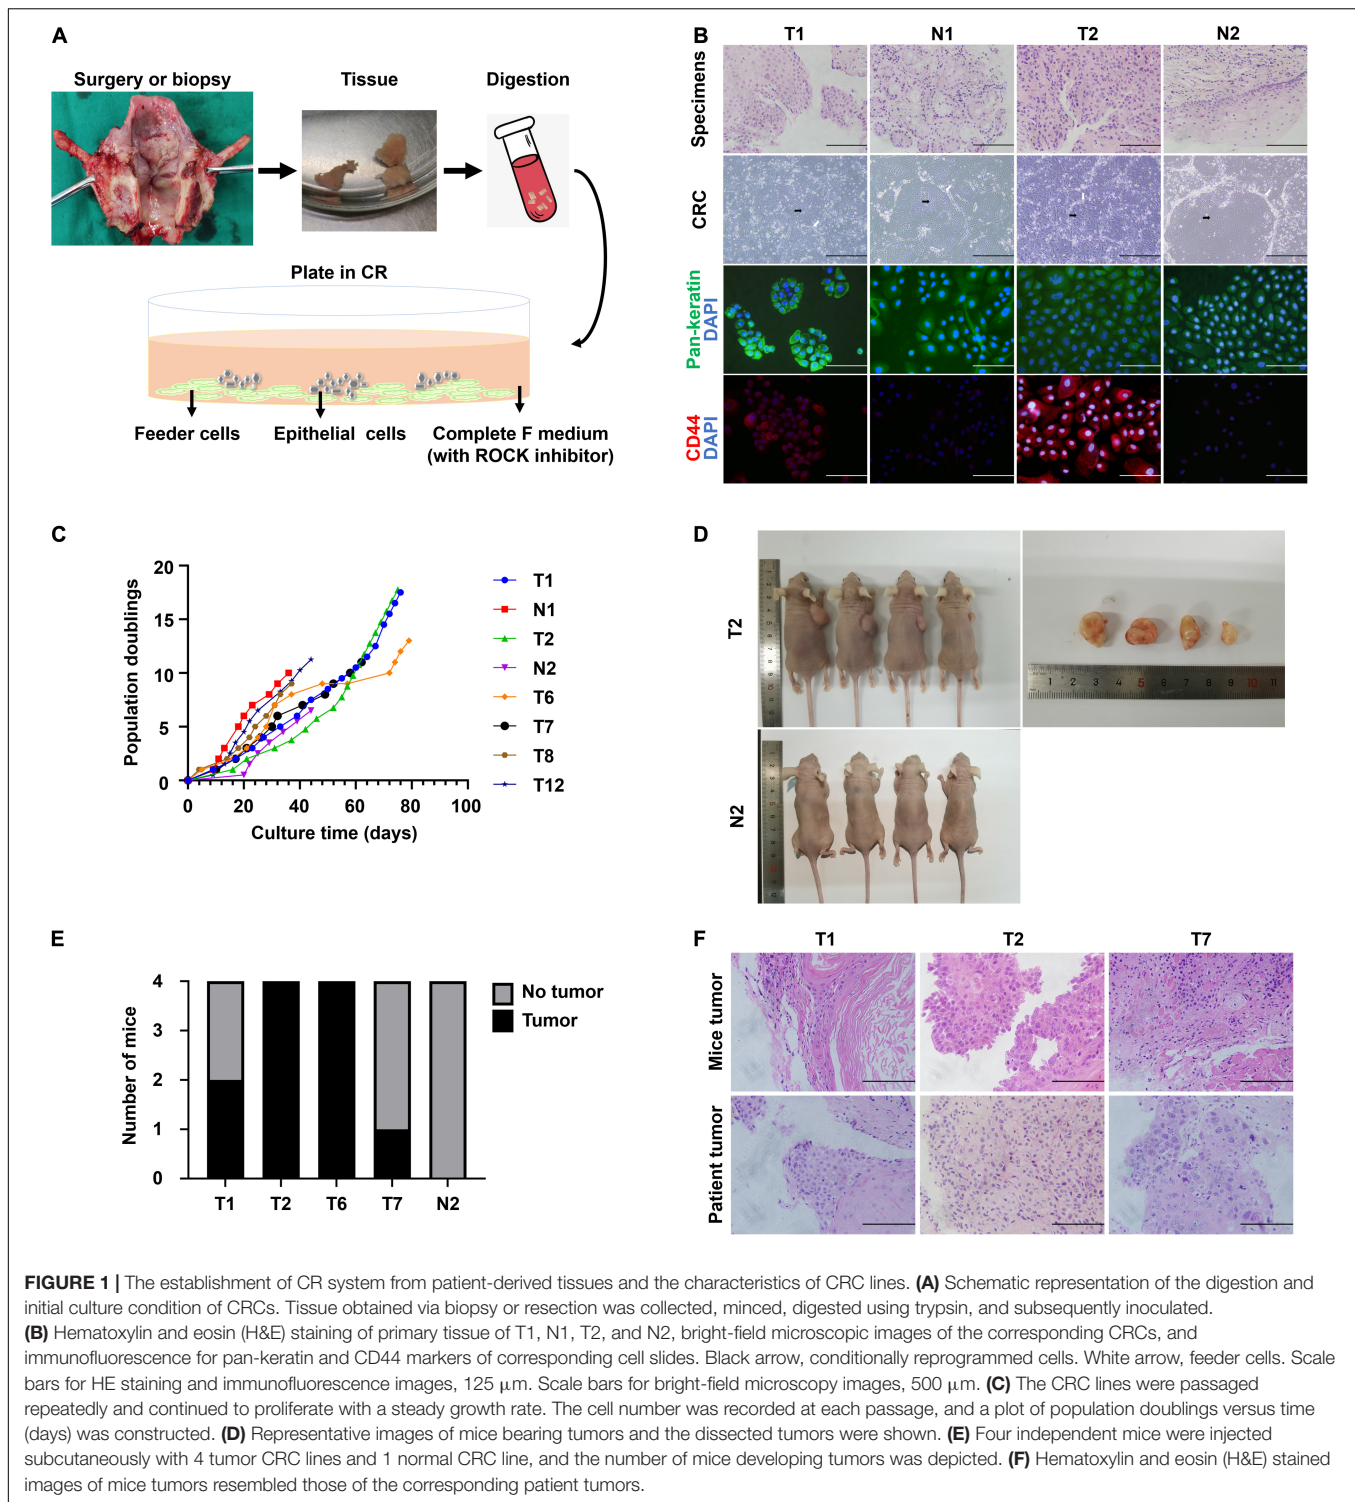 A
Surgery or biopsy
Tissue
Digestion
Plate in CR
Feeder cells
Epithelial cells
Complete F medium
(with ROCK inhibitor)
B
T1
N1
T2
N2
Specimens
CRC
Pan-keratin
DAPI
CD44
DAPI
C
Population doublings
20
15
10
5
0
0
20
40
60
80
100
Culture time (days)
T1
N1
T2
N2
T6
T7
T8
T12
D
T2
1 2 3 4 5 6 7 8 9 10 11
N2
E
Number of mice
4
3
2
1
0
T1
T2
T6
T7
N2
No tumor
Tumor
F
T1
T2
T7
Mice tumor
Patient tumor
FIGURE 1 | The establishment of CR system from patient-derived tissues and the characteristics of CRC lines. (A) Schematic representation of the digestion and
initial culture condition of CRCs. Tissue obtained via biopsy or resection was collected, minced, digested using trypsin, and subsequently inoculated.
(B) Hematoxylin and eosin (H&E) staining of primary tissue of T1, N1, T2, and N2, bright-field microscopic images of the corresponding CRCs, and
immunofluorescence for pan-keratin and CD44 markers of corresponding cell slides. Black arrow, conditionally reprogrammed cells. White arrow, feeder cells. Scale
bars for HE staining and immunofluorescence images, 125 μm. Scale bars for bright-field microscopy images, 500 μm. (C) The CRC lines were passaged
repeatedly and continued to proliferate with a steady growth rate. The cell number was recorded at each passage, and a plot of population doublings versus time
(days) was constructed. (D) Representative images of mice bearing tumors and the dissected tumors were shown. (E) Four independent mice were injected
subcutaneously with 4 tumor CRC lines and 1 normal CRC line, and the number of mice developing tumors was depicted. (F) Hematoxylin and eosin (H&E) stained
images of mice tumors resembled those of the corresponding patient tumors.